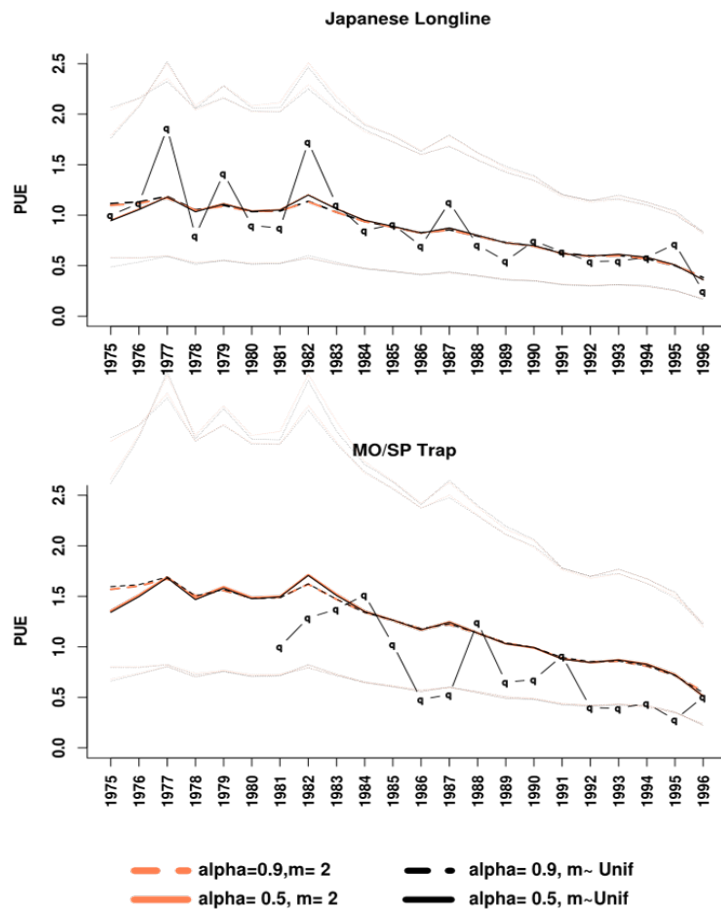 Japanese Longline
PUE
2.5
2.0
1.5
1.0
0.5
0.0
q q q q q q q q q q q q q q q q q q q q q q
1975 1976 1977 1978 1979 1980 1981 1982 1983 1984 1985 1986 1987 1988 1989 1990 1991 1992 1993 1994 1995 1996
MO/SP Trap
PUE
2.5
2.0
1.5
1.0
0.5
0.0
q q q q q q q q q q q q q q q q
1975 1976 1977 1978 1979 1980 1981 1982 1983 1984 1985 1986 1987 1988 1989 1990 1991 1992 1993 1994 1995 1996
alpha=0.9,m= 2
alpha= 0.9, m~ Unif
alpha= 0.5, m= 2
alpha= 0.5, m~Unif